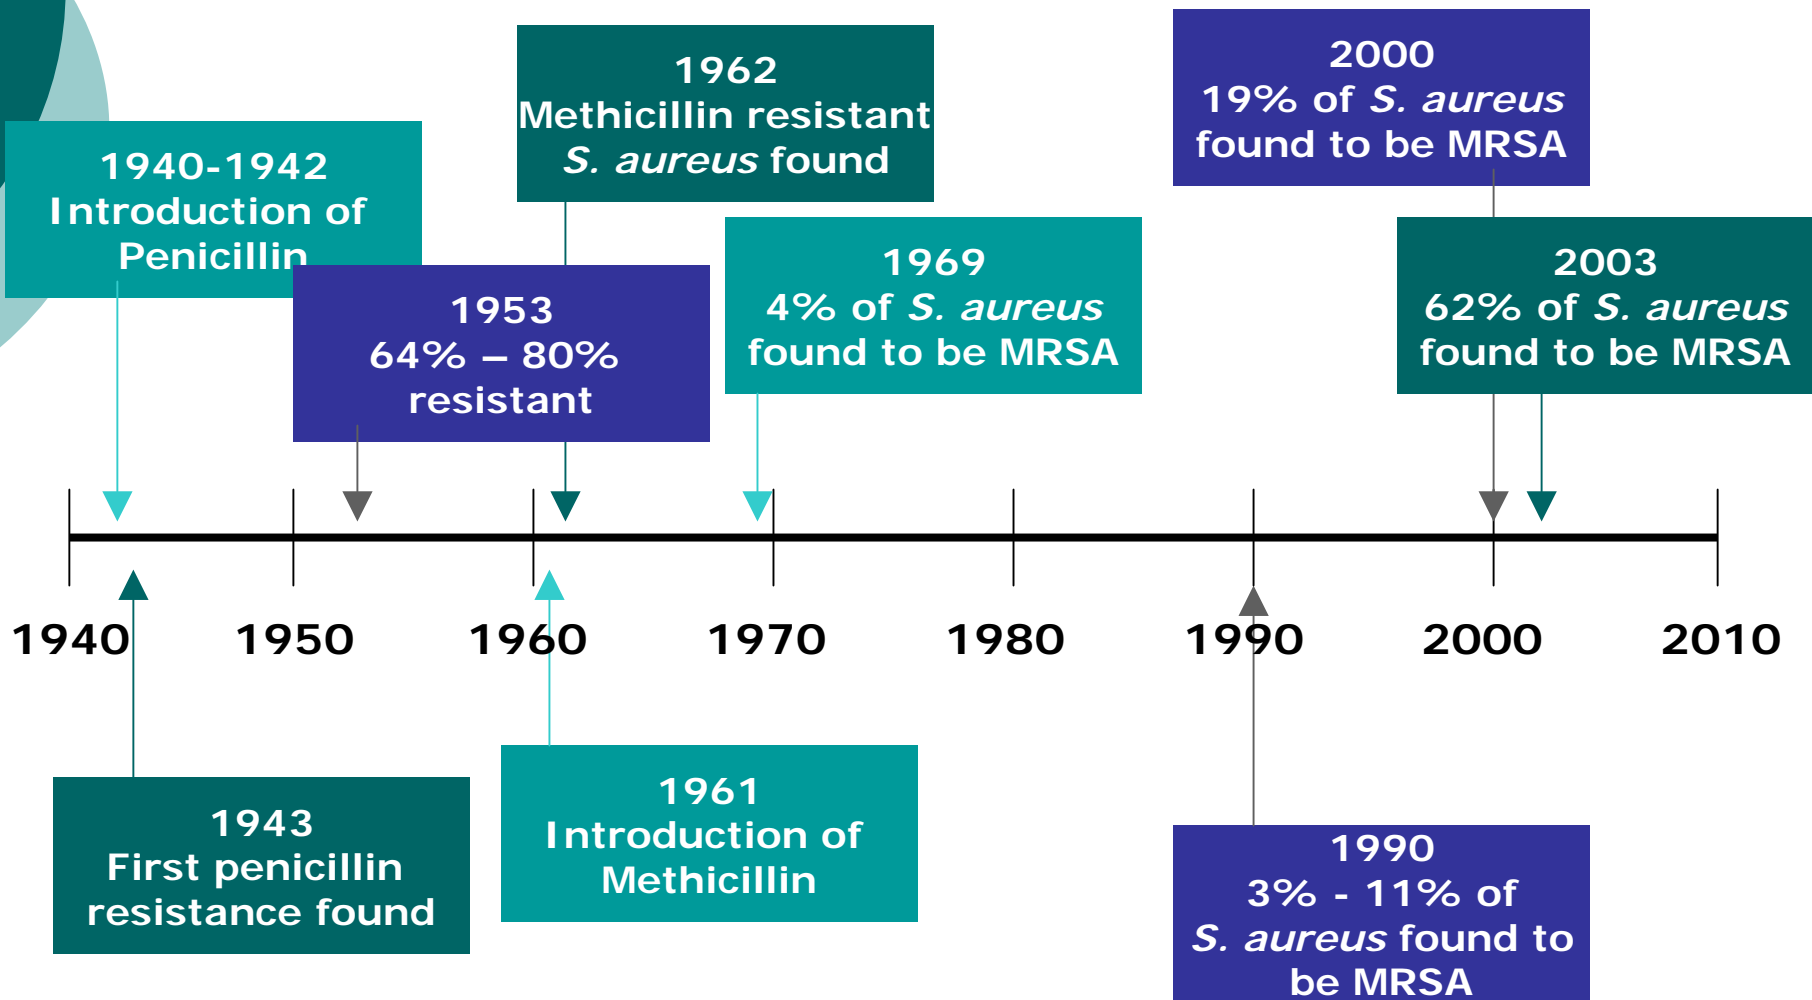 1940-1942
Introduction of
Penicillin
1962
Methicillin resistant
S. aureus found
2000
19% of S. aureus
found to be MRSA
1953
64% – 80%
resistant
1969
4% of S. aureus
found to be MRSA
2003
62% of S. aureus
found to be MRSA
1940 1950 1960 1970 1980 1990 2000 2010
1943
First penicillin
resistance found
1961
Introduction of
Methicillin
1990
3% - 11% of
S. aureus found to
be MRSA